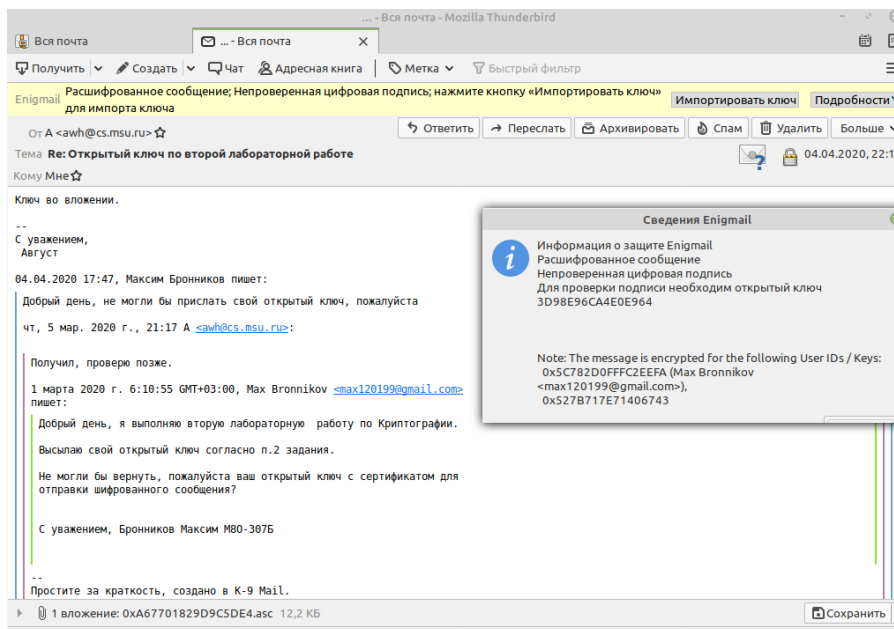 ... - Вся почта - Mozilla Thunderbird
Вся почта
... - Вся почта
Получить
Создать
Чат
Адресная книга
Метка
Быстрый фильтр
Enigmail
Расшифрованное сообщение; Непроверенная цифровая подпись; нажмите кнопку «Импортировать ключ»
для импорта ключа
Импортировать ключ
Подробности
От A <awh@cs.msu.ru>
Ответить
Переслать
Архивировать
Спам
Удалить
Больше
Тема Re: Открытый ключ по второй лабораторной работе
04.04.2020, 22:1
Кому Мне
Ключ во вложении.
--
С уважением,
Август
04.04.2020 17:47, Максим Бронников пишет:
Добрый день, не могли бы прислать свой открытый ключ, пожалуйста
чт, 5 мар. 2020 г., 21:17 A <awh@cs.msu.ru>:
Получил, проверю позже.
1 марта 2020 г. 6:10:55 GMT+03:00, Max Bronnikov <max120199@gmail.com>
пишет:
Добрый день, я выполняю вторую лабораторную работу по Криптографии.
Высылаю свой открытый ключ согласно п.2 задания.
Не могли бы вернуть, пожалуйста ваш открытый ключ с сертификатом для
отправки шифрованного сообщения?
С уважением, Бронников Максим М8О-307Б
--
Простите за краткость, создано в K-9 Mail.
Сведения Enigmail
Информация о защите Enigmail
Расшифрованное сообщение
Непроверенная цифровая подпись
Для проверки подписи необходим открытый ключ
3D98E96CA4E0E964
Note: The message is encrypted for the following User IDs / Keys:
0x5C782D0FFFC2EEFA (Max Bronnikov
<max120199@gmail.com>),
0x527B717E71406743
1 вложение: 0xA67701829D9C5DE4.asc 12,2 КБ
Сохранить